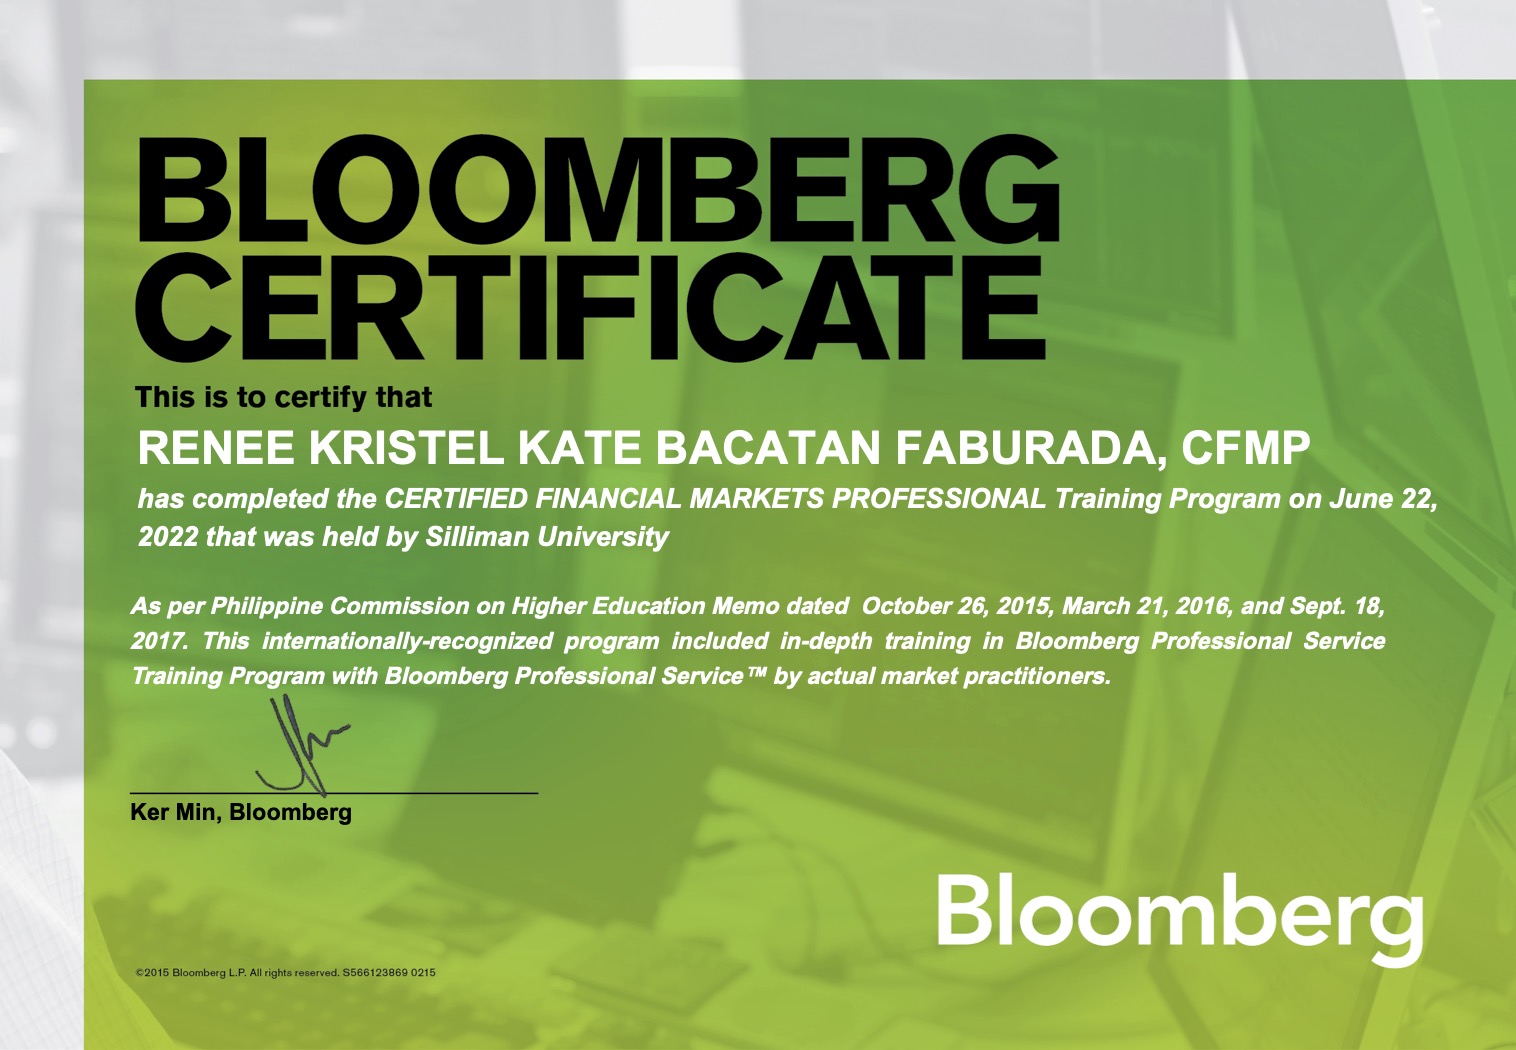 BLOOMBERG
CERTIFICATE
This is to certify that
RENEE KRISTEL KATE BACATAN FABURADA, CFMP
has completed the CERTIFIED FINANCIAL MARKETS PROFESSIONAL Training Program on June 22,
2022 that was held by Silliman University
As per Philippine Commission on Higher Education Memo dated October 26, 2015, March 21, 2016, and Sept. 18,
2017. This internationally-recognized program included in-depth training in Bloomberg Professional Service
Training Program with Bloomberg Professional Service™ by actual market practitioners.
Ker Min, Bloomberg
Bloomberg
©2015 Bloomberg L.P. All rights reserved. S566123869 0215